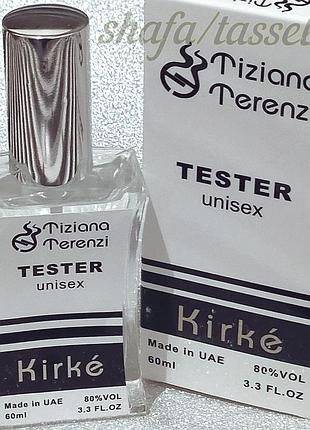 shafa/tassel
Tiziana
Terenzi
TESTER
unisex
Kirké
Made in UAE 80%VOL
60ml 3.3 FL.OZ
Tiziana
Terenzi
TESTER
unisex
Kirké
Made in UAE 80%VOL
60ml 3.3 FL.OZ